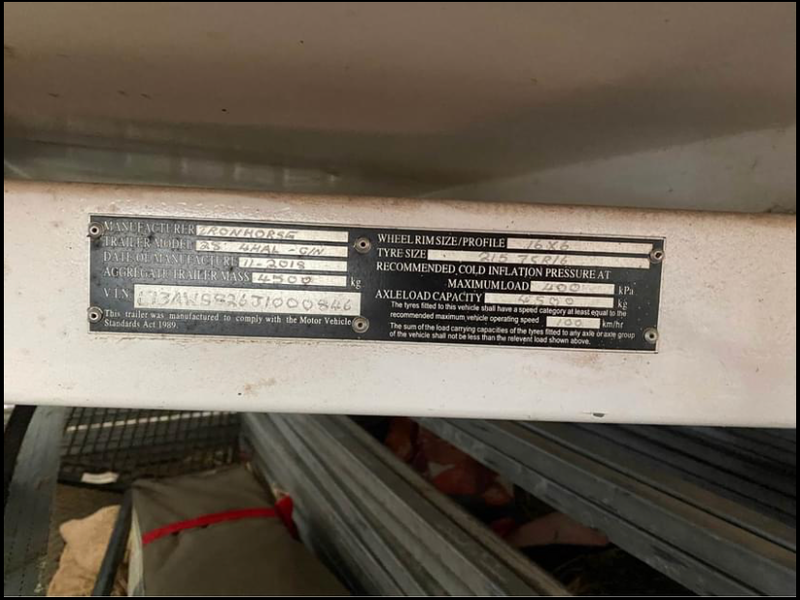 MANUFACTURER IRONHORSE
TRAILER MODEL 28' 4HAL - G/N
DATE OF MANUFACTURE 11-2018
AGGREGATE TRAILER MASS 4500 kg
VIN
This trailer was manufactured to comply with the Motor Vehicle
Standards Act 1989.
WHEEL RIM SIZE/PROFILE 16X6
TYRE SIZE 215 75R16
RECOMMENDED COLD INFLATION PRESSURE AT
MAXIMUM LOAD 400 kPa
AXLE LOAD CAPACITY 4500 kg
The tyres fitted to this vehicle shall have a speed category at least equal to the
recommended maximum vehicle operating speed 100 km/hr
The sum of the load carrying capacities of the tyres fitted to any axle or axle group
of the vehicle shall not be less than the relevent load shown above.